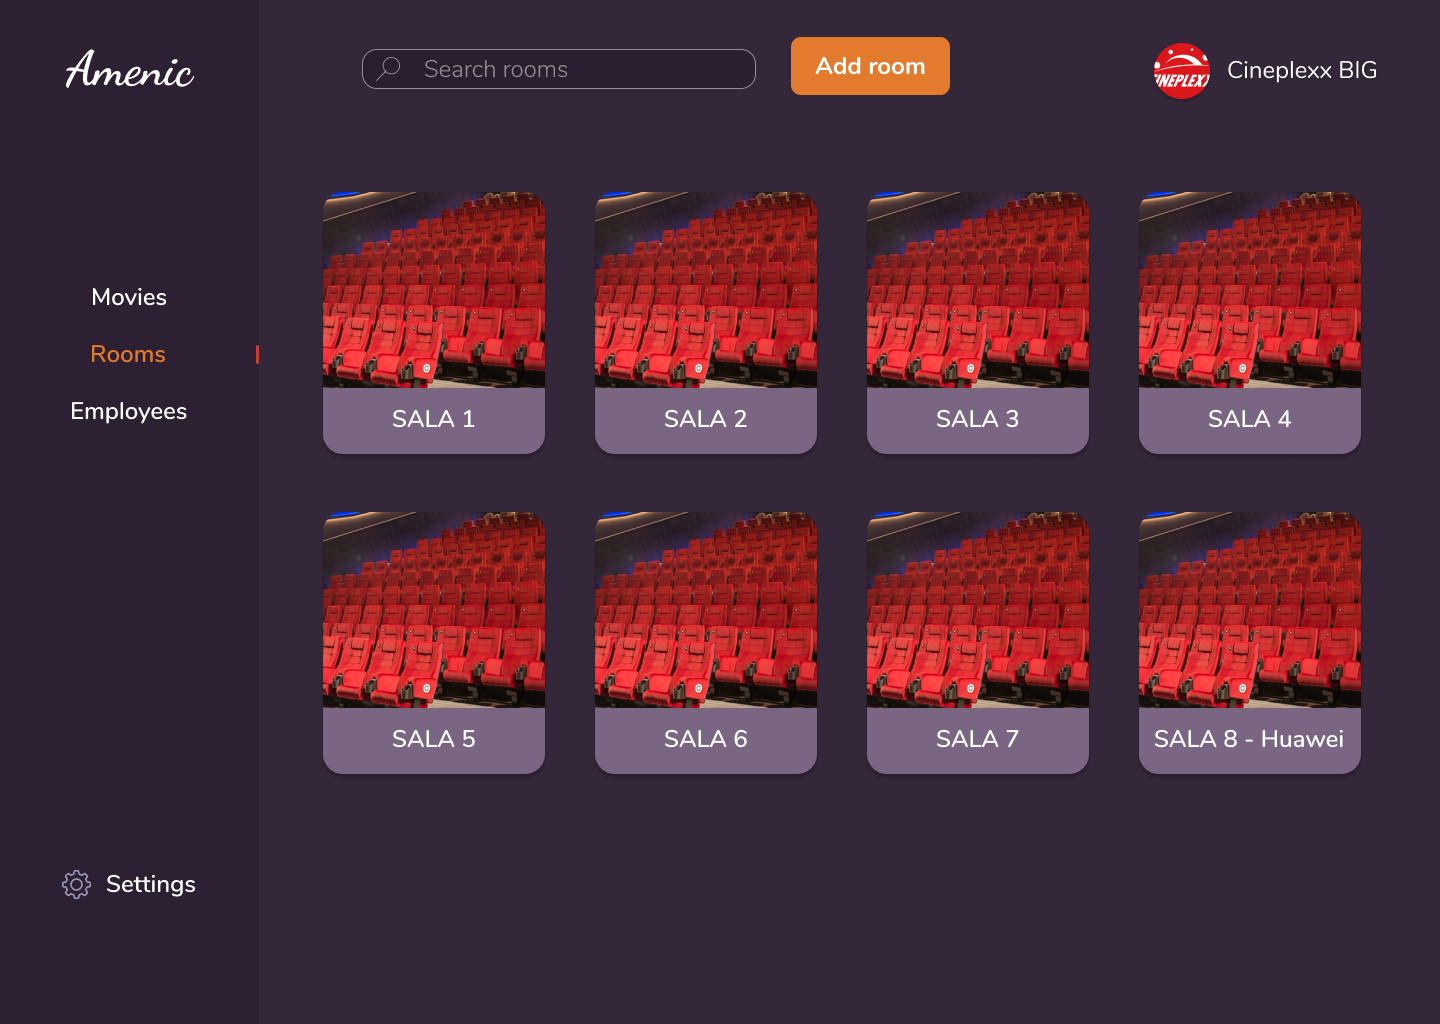 Amenic
Search rooms
Add room
CINEPLEXX
Cineplexx BIG
Movies
Rooms
Employees
SALA 1
SALA 2
SALA 3
SALA 4
SALA 5
SALA 6
SALA 7
SALA 8 - Huawei
Settings